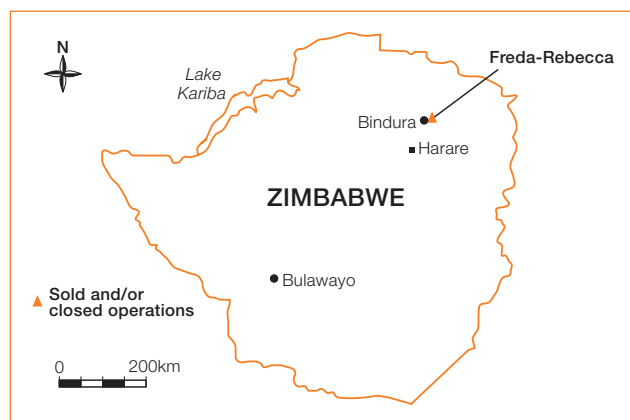 N
Lake
Kariba
Freda-Rebecca
Bindura
Harare
ZIMBABWE
Bulawayo
Sold and/or
closed operations
0 200km